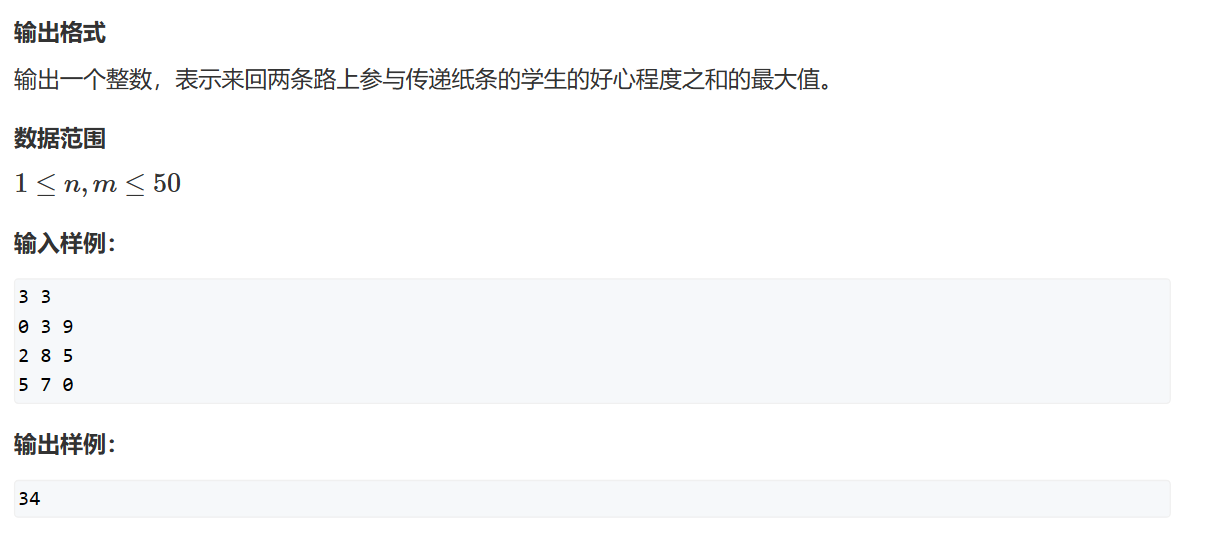 输出格式
输出一个整数，表示来回两条路上参与传递纸条的学生的好心程度之和的最大值。
数据范围
1 ≤ n, m ≤ 50
输入样例：
3 3
0 3 9
2 8 5
5 7 0
输出样例：
34